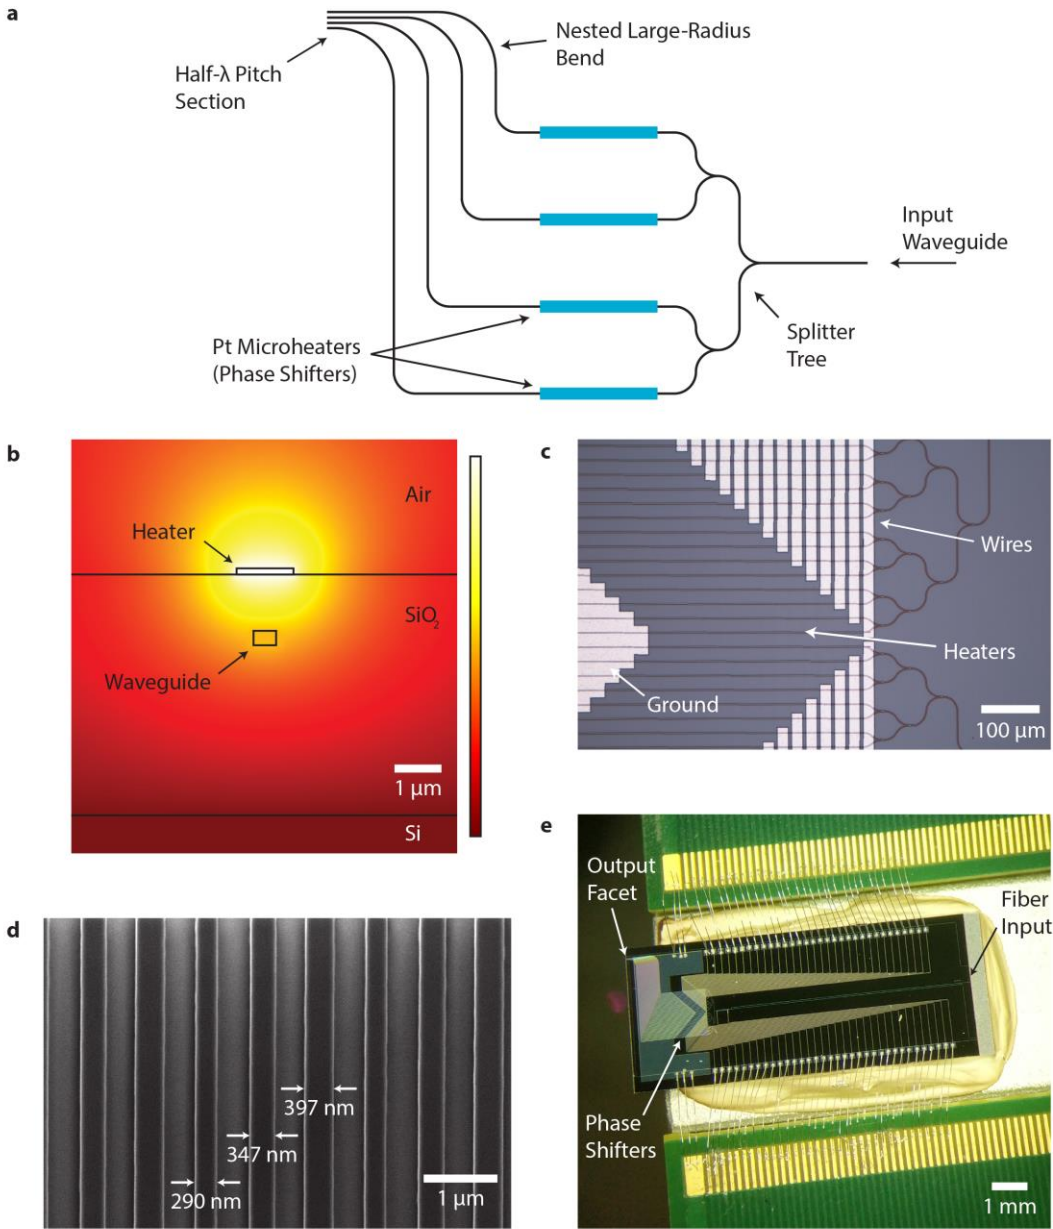 a
Nested Large-Radius
Bend
Half-λ Pitch
Section
Input
Waveguide
Pt Microheaters
(Phase Shifters)
Splitter
Tree
b
Air
Heater
SiO₂
Waveguide
1 μm
Si
c
Wires
Heaters
Ground
100 μm
d
397 nm
347 nm
290 nm
1 μm
e
Output
Facet
Fiber
Input
Phase
Shifters
1 mm